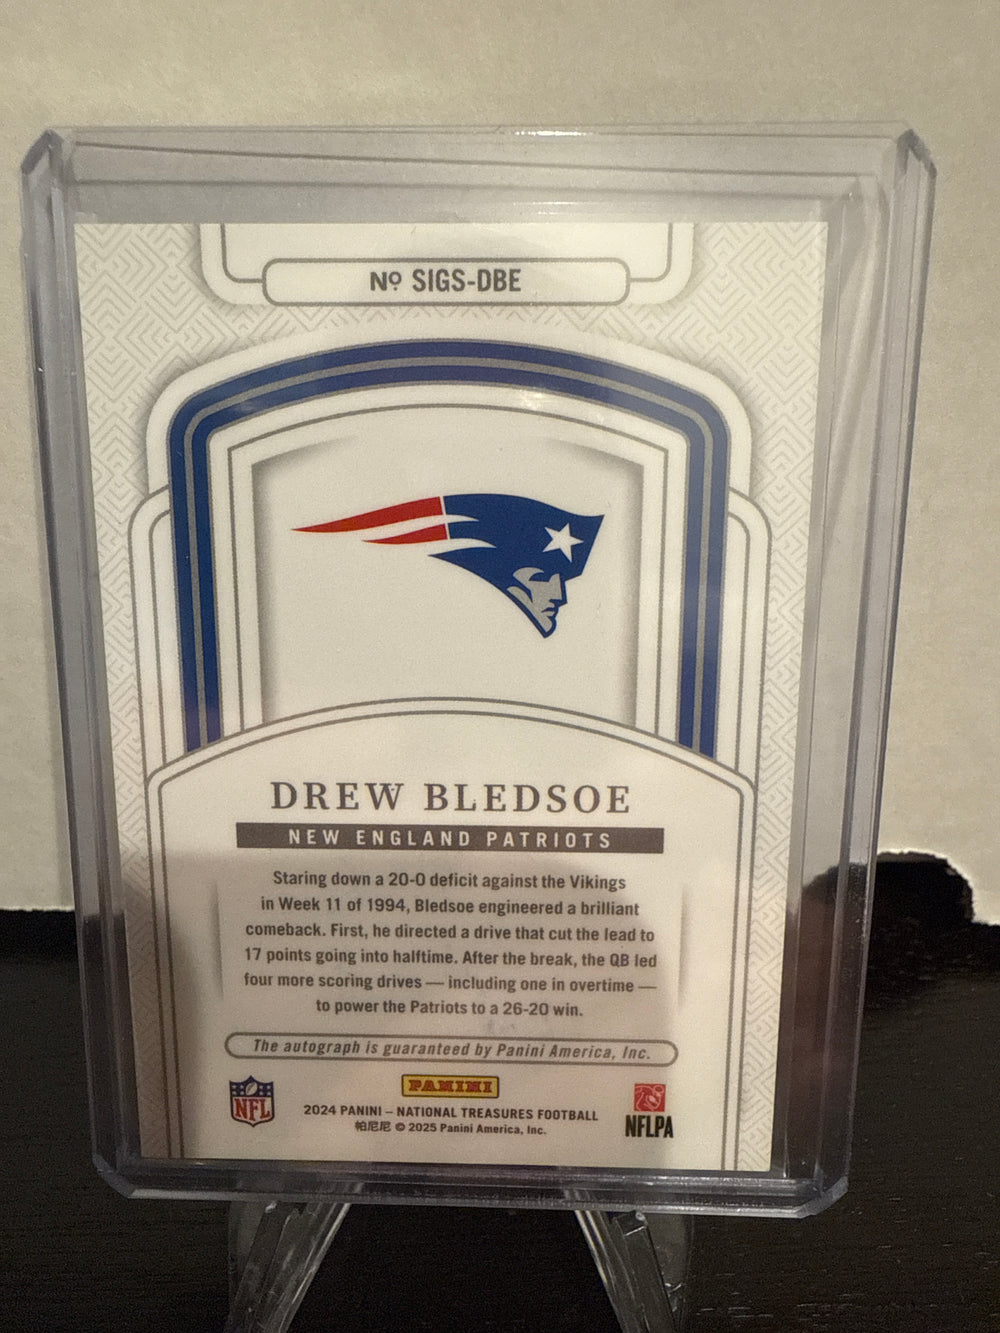 Nº SIGS-DBE
DREW BLEDSOE
NEW ENGLAND PATRIOTS
Staring down a 20-0 deficit against the Vikings
in Week 11 of 1994, Bledsoe engineered a brilliant
comeback. First, he directed a drive that cut the lead to
17 points going into halftime. After the break, the QB led
four more scoring drives — including one in overtime —
to power the Patriots to a 26-20 win.
The autograph is guaranteed by Panini America, Inc.
NFL
PANINI
2024 PANINI – NATIONAL TREASURES FOOTBALL
帕尼尼 © 2025 Panini America, Inc.
NFLPA